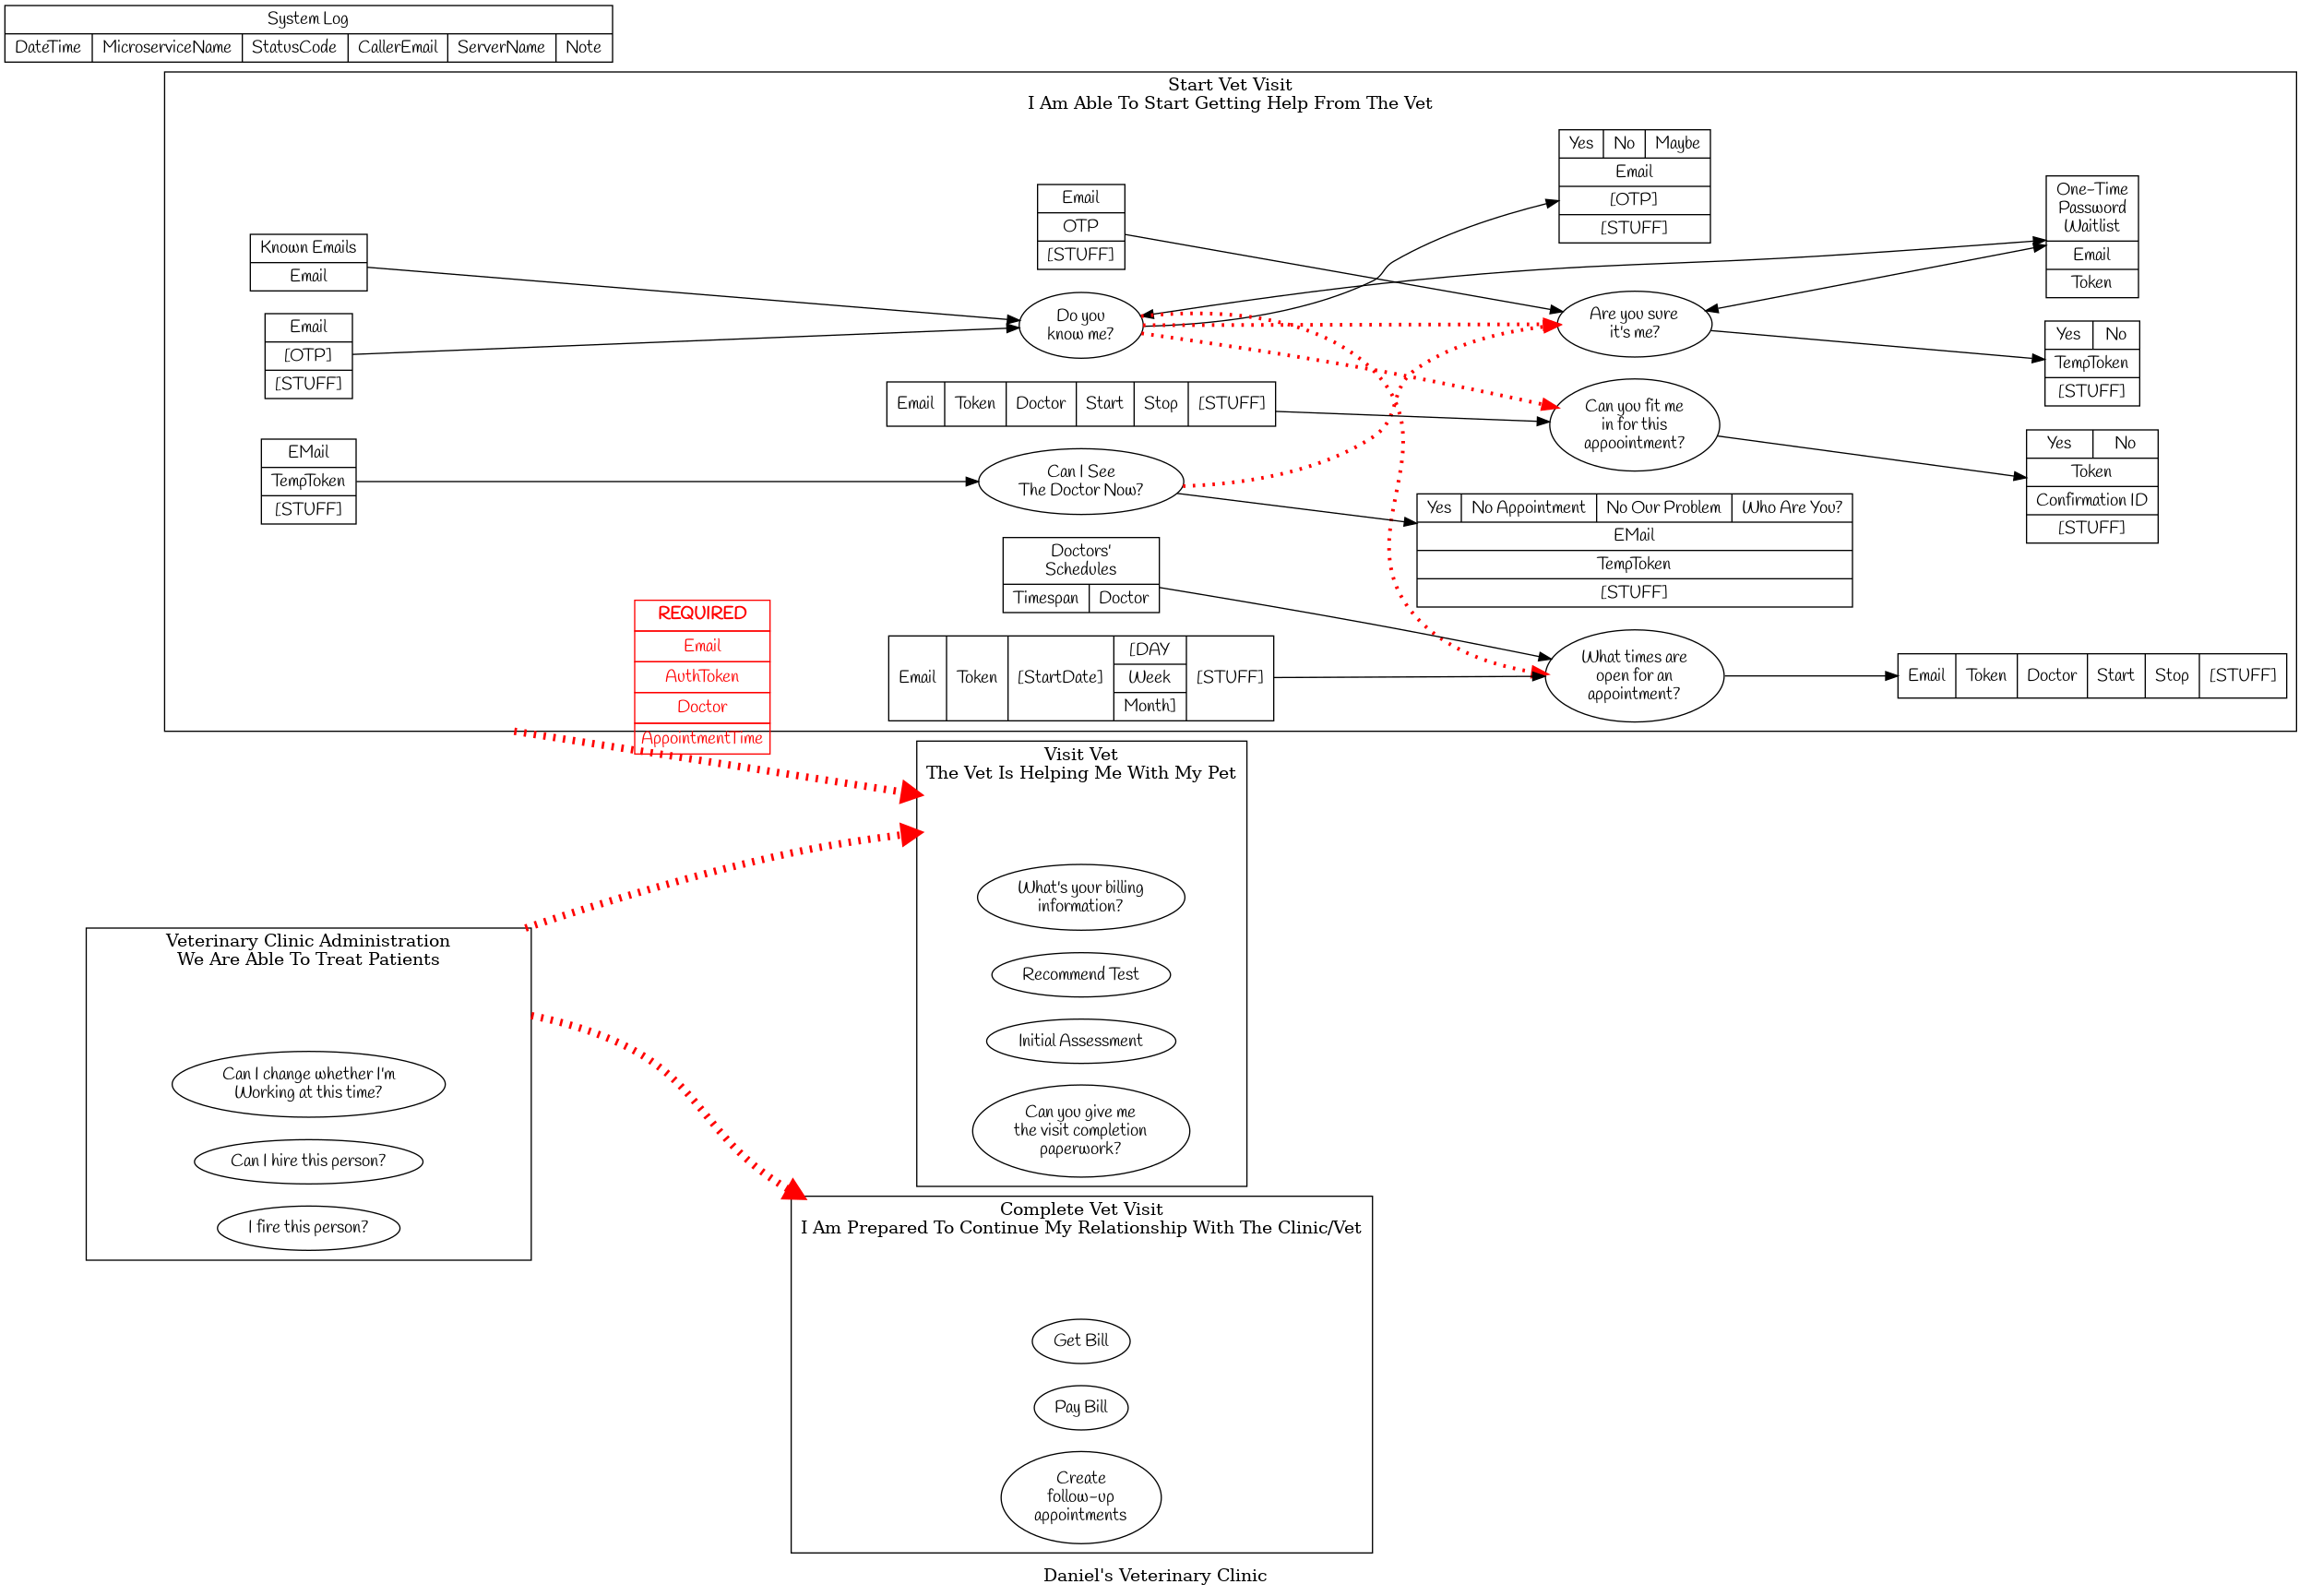 System Log
DateTime MicroserviceName StatusCode CallerEmail ServerName Note
Start Vet Visit
I Am Able To Start Getting Help From The Vet
Known Emails
Email
Email
[OTP]
[STUFF]
EMail
TempToken
[STUFF]
Email
OTP
[STUFF]
Do you
know me?
Email Token Doctor Start Stop [STUFF]
Can I See
The Doctor Now?
Doctors'
Schedules
Timespan Doctor
Email Token [StartDate] [DAY
Week
Month] [STUFF]
Yes No Maybe
Email
[OTP]
[STUFF]
Are you sure
it's me?
Can you fit me
in for this
appoointment?
Yes No Appointment No Our Problem Who Are You?
EMail
TempToken
[STUFF]
What times are
open for an
appointment?
One-Time
Password
Waitlist
Email
Token
Yes No
TempToken
[STUFF]
Yes No
Token
Confirmation ID
[STUFF]
Email Token Doctor Start Stop [STUFF]
REQUIRED
Email
AuthToken
Doctor
AppointmentTime
Visit Vet
The Vet Is Helping Me With My Pet
What's your billing
information?
Recommend Test
Initial Assessment
Can you give me
the visit completion
paperwork?
Veterinary Clinic Administration
We Are Able To Treat Patients
Can I change whether I'm
Working at this time?
Can I hire this person?
I fire this person?
Complete Vet Visit
I Am Prepared To Continue My Relationship With The Clinic/Vet
Get Bill
Pay Bill
Create
follow-up
appointments
Daniel's Veterinary Clinic